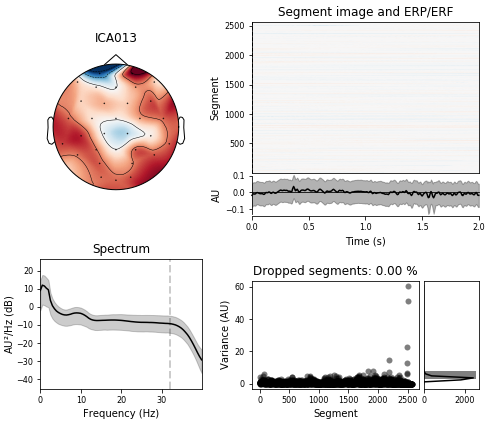 ICA013
Segment image and ERP/ERF
Segment
2500
2000
1500
1000
500
AU
0.1
0.0
−0.1
0.0 0.5 1.0 1.5 2.0
Time (s)
Spectrum
AU²/Hz (dB)
20
10
0
−10
−20
−30
−40
0 10 20 30
Frequency (Hz)
Dropped segments: 0.00 %
Variance (AU)
60
40
20
0
0 500 1000 1500 2000 2500
Segment
0 2000